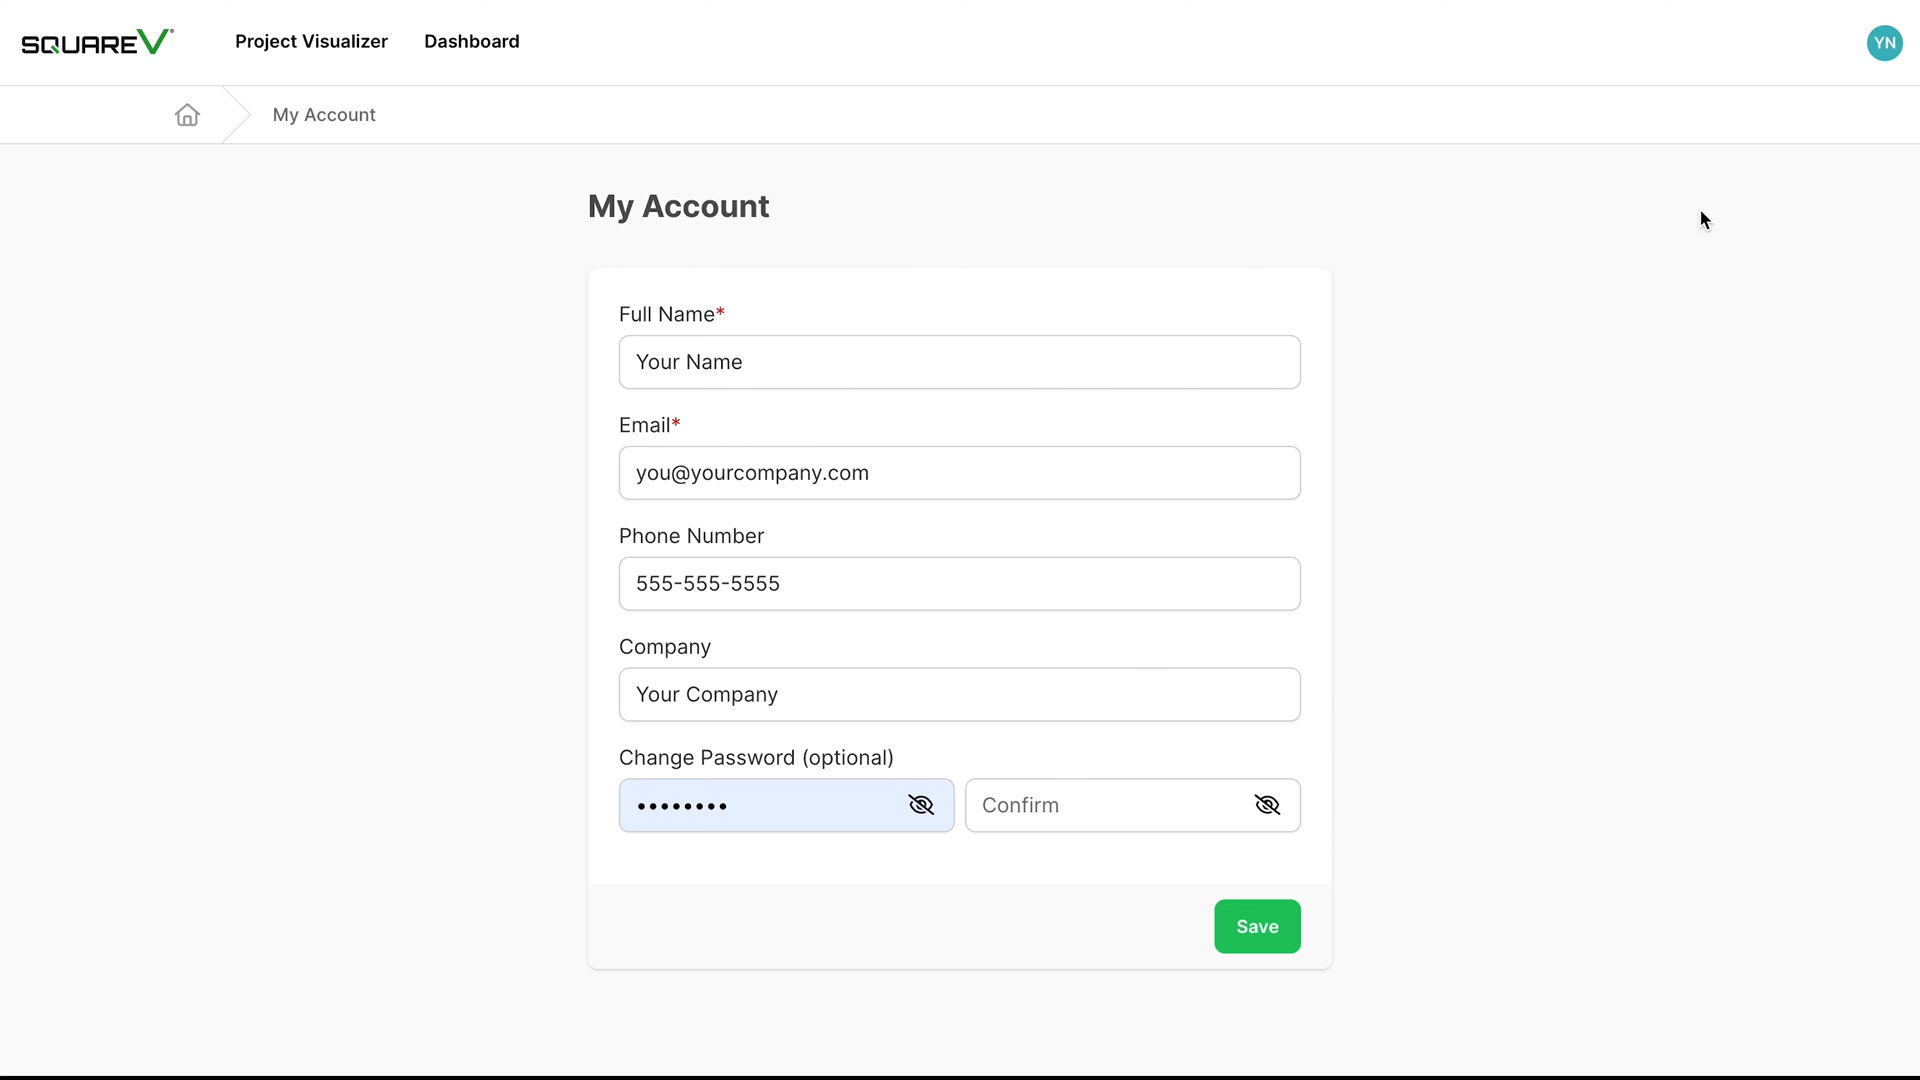 SQUAREV
Project Visualizer
Dashboard
YN
My Account
My Account
Full Name*
Your Name
Email*
you@yourcompany.com
Phone Number
555-555-5555
Company
Your Company
Change Password (optional)
••••••••
Confirm
Save